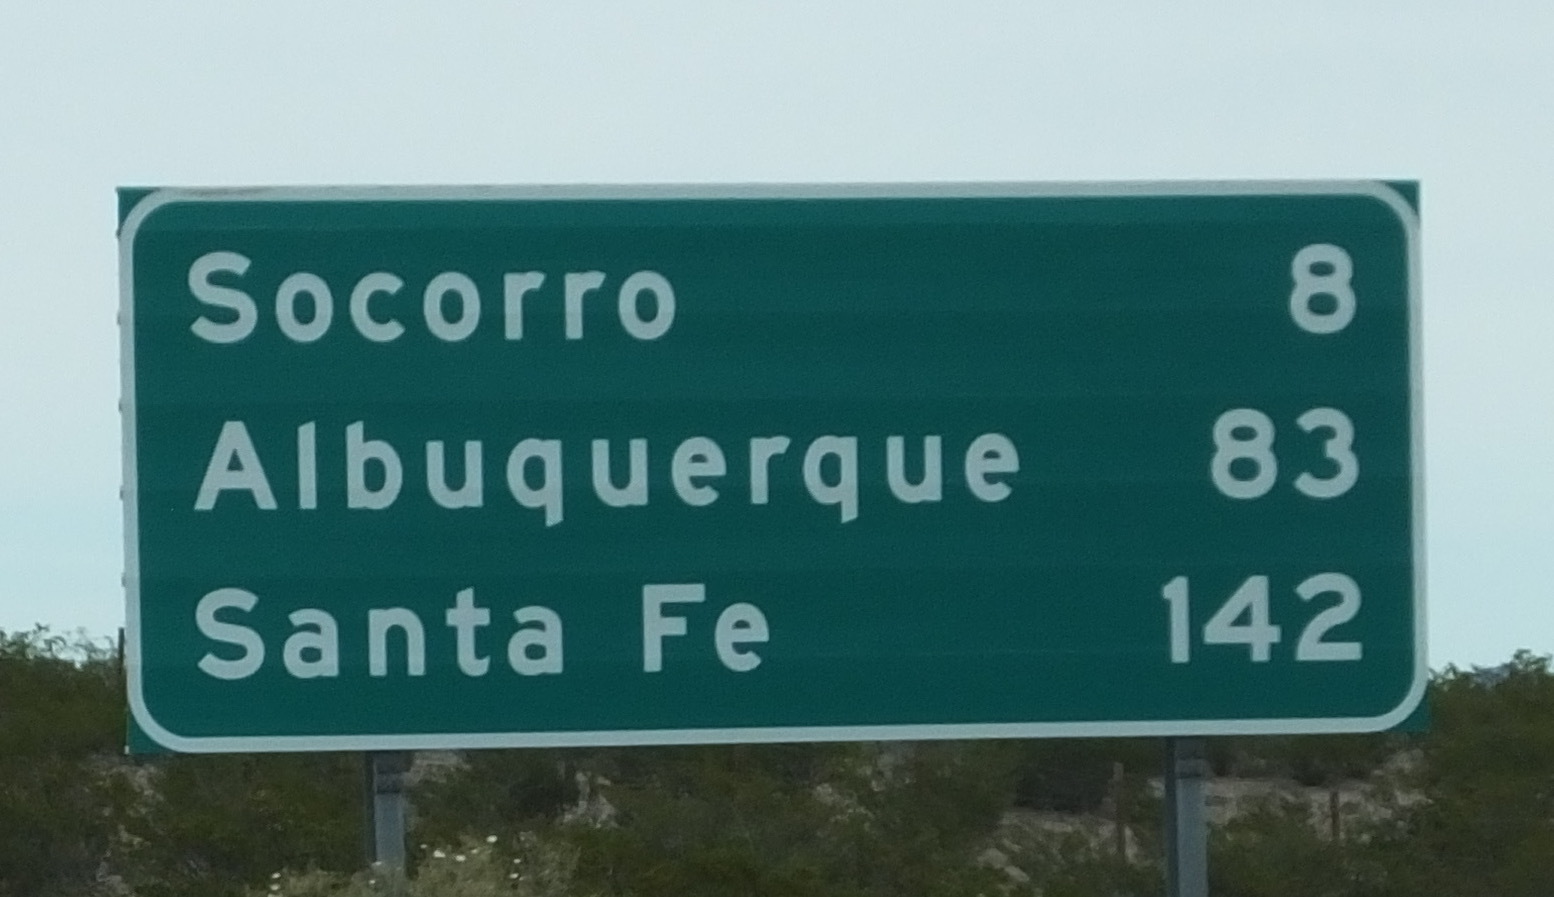 Socorro 8
Albuquerque 83
Santa Fe 142